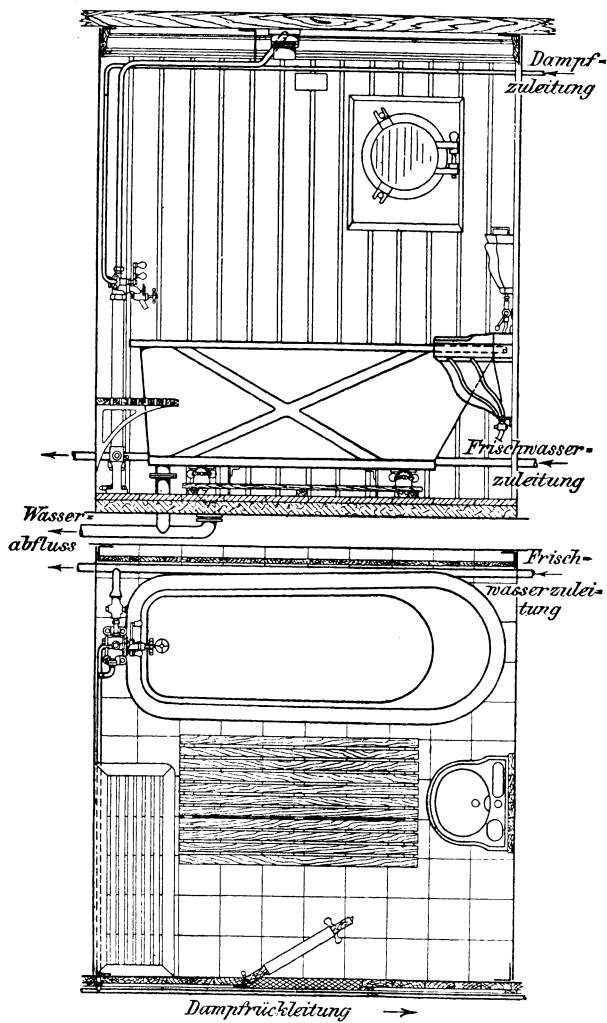 Dampf=
zuleitung
Frischwasser=
zuleitung
Wasser=
abfluss
Frisch=
wasserzulei=
tung
Dampfrückleitung